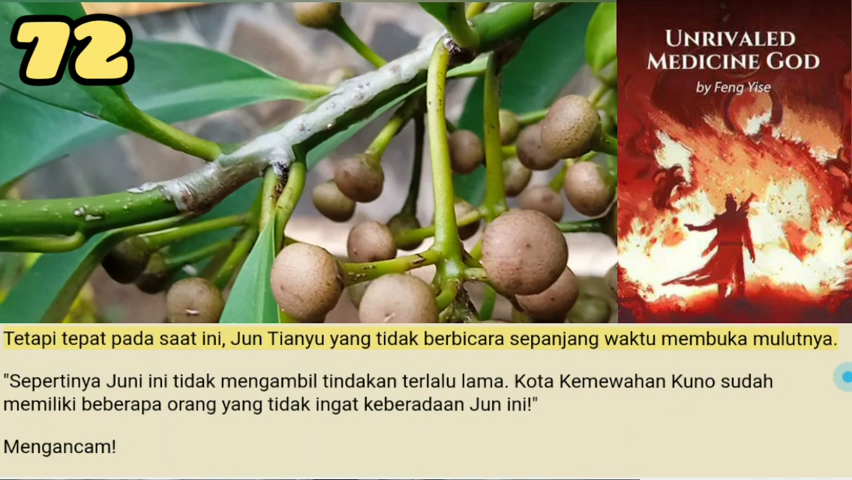 72
UNRIVALED
MEDICINE GOD
by Feng Yise
Tetapi tepat pada saat ini, Jun Tianyu yang tidak berbicara sepanjang waktu membuka mulutnya.
"Sepertinya Juni ini tidak mengambil tindakan terlalu lama. Kota Kemewahan Kuno sudah
memiliki beberapa orang yang tidak ingat keberadaan Jun ini!"
Mengancam!